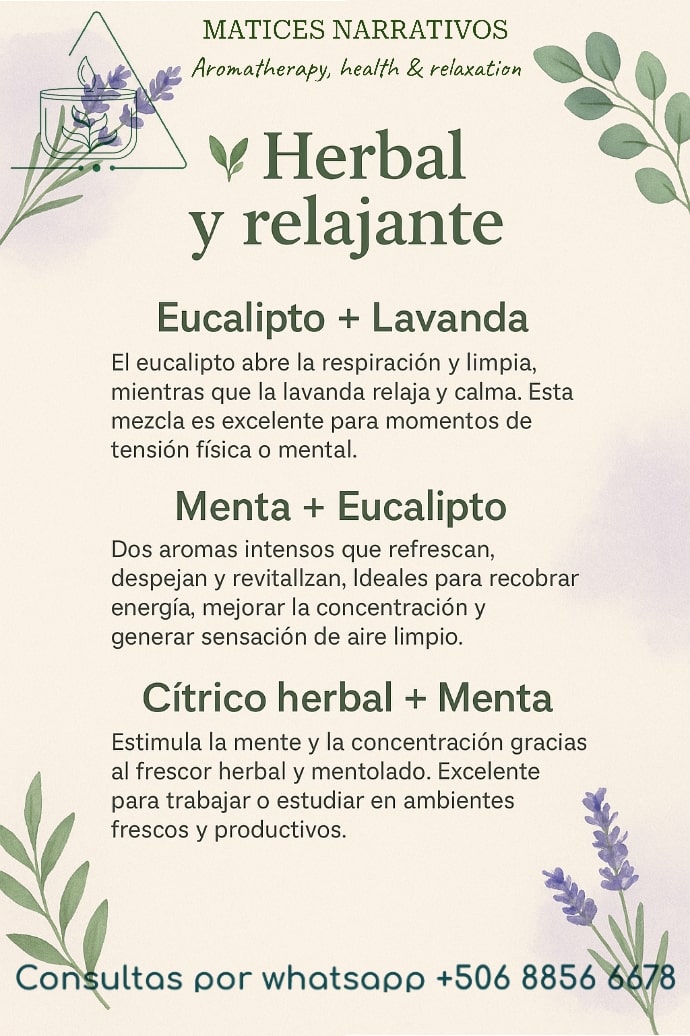 MATICES NARRATIVOS
Aromatherapy, health & relaxation
Herbal
y relajante
Eucalipto + Lavanda
El eucalipto abre la respiración y limpia,
mientras que la lavanda relaja y calma. Esta
mezcla es excelente para momentos de
tensión física o mental.
Menta + Eucalipto
Dos aromas intensos que refrescan,
despejan y revitallzan, Ideales para recobrar
energía, mejorar la concentración y
generar sensación de aire limpio.
Cítrico herbal + Menta
Estimula la mente y la concentración gracias
al frescor herbal y mentolado. Excelente
para trabajar o estudiar en ambientes
frescos y productivos.
Consultas por whatsapp +506 8856 6678